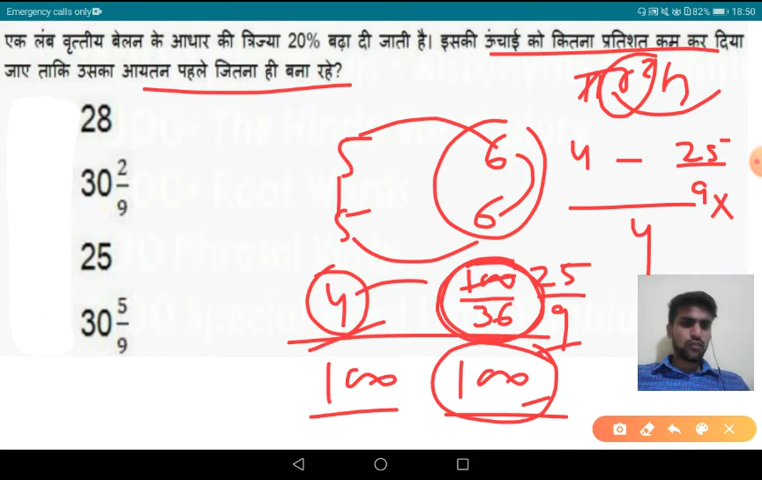 Emergency calls only 82% 18:50
एक लंब वृत्तीय बेलन के आधार की त्रिज्या 20% बढ़ा दी जाती है। इसकी ऊंचाई को कितना प्रतिशत कम कर दिया
जाए ताकि उसका आयतन पहले जितना ही बना रहे?
πr²h
28
30 2/9
25
30 5/9
5 6
5 6
4 100/36 25/9
100 100
4 - 25/9 x
4